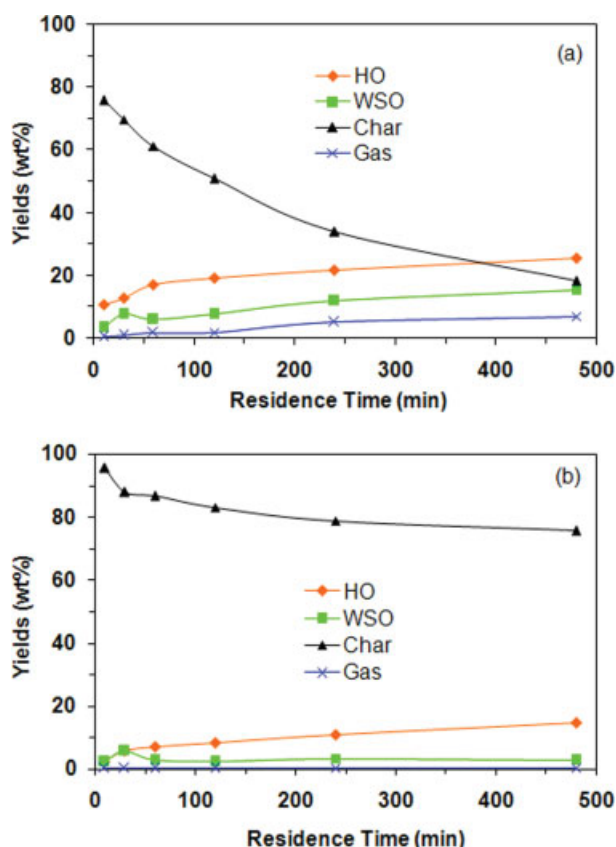 100
(a)
HO
WSO
Char
Gas
80
60
40
20
0
Yields (wt%)
0 100 200 300 400 500
Residence Time (min)
100
(b)
80
60
HO
WSO
Char
Gas
40
20
0
Yields (wt%)
0 100 200 300 400 500
Residence Time (min)